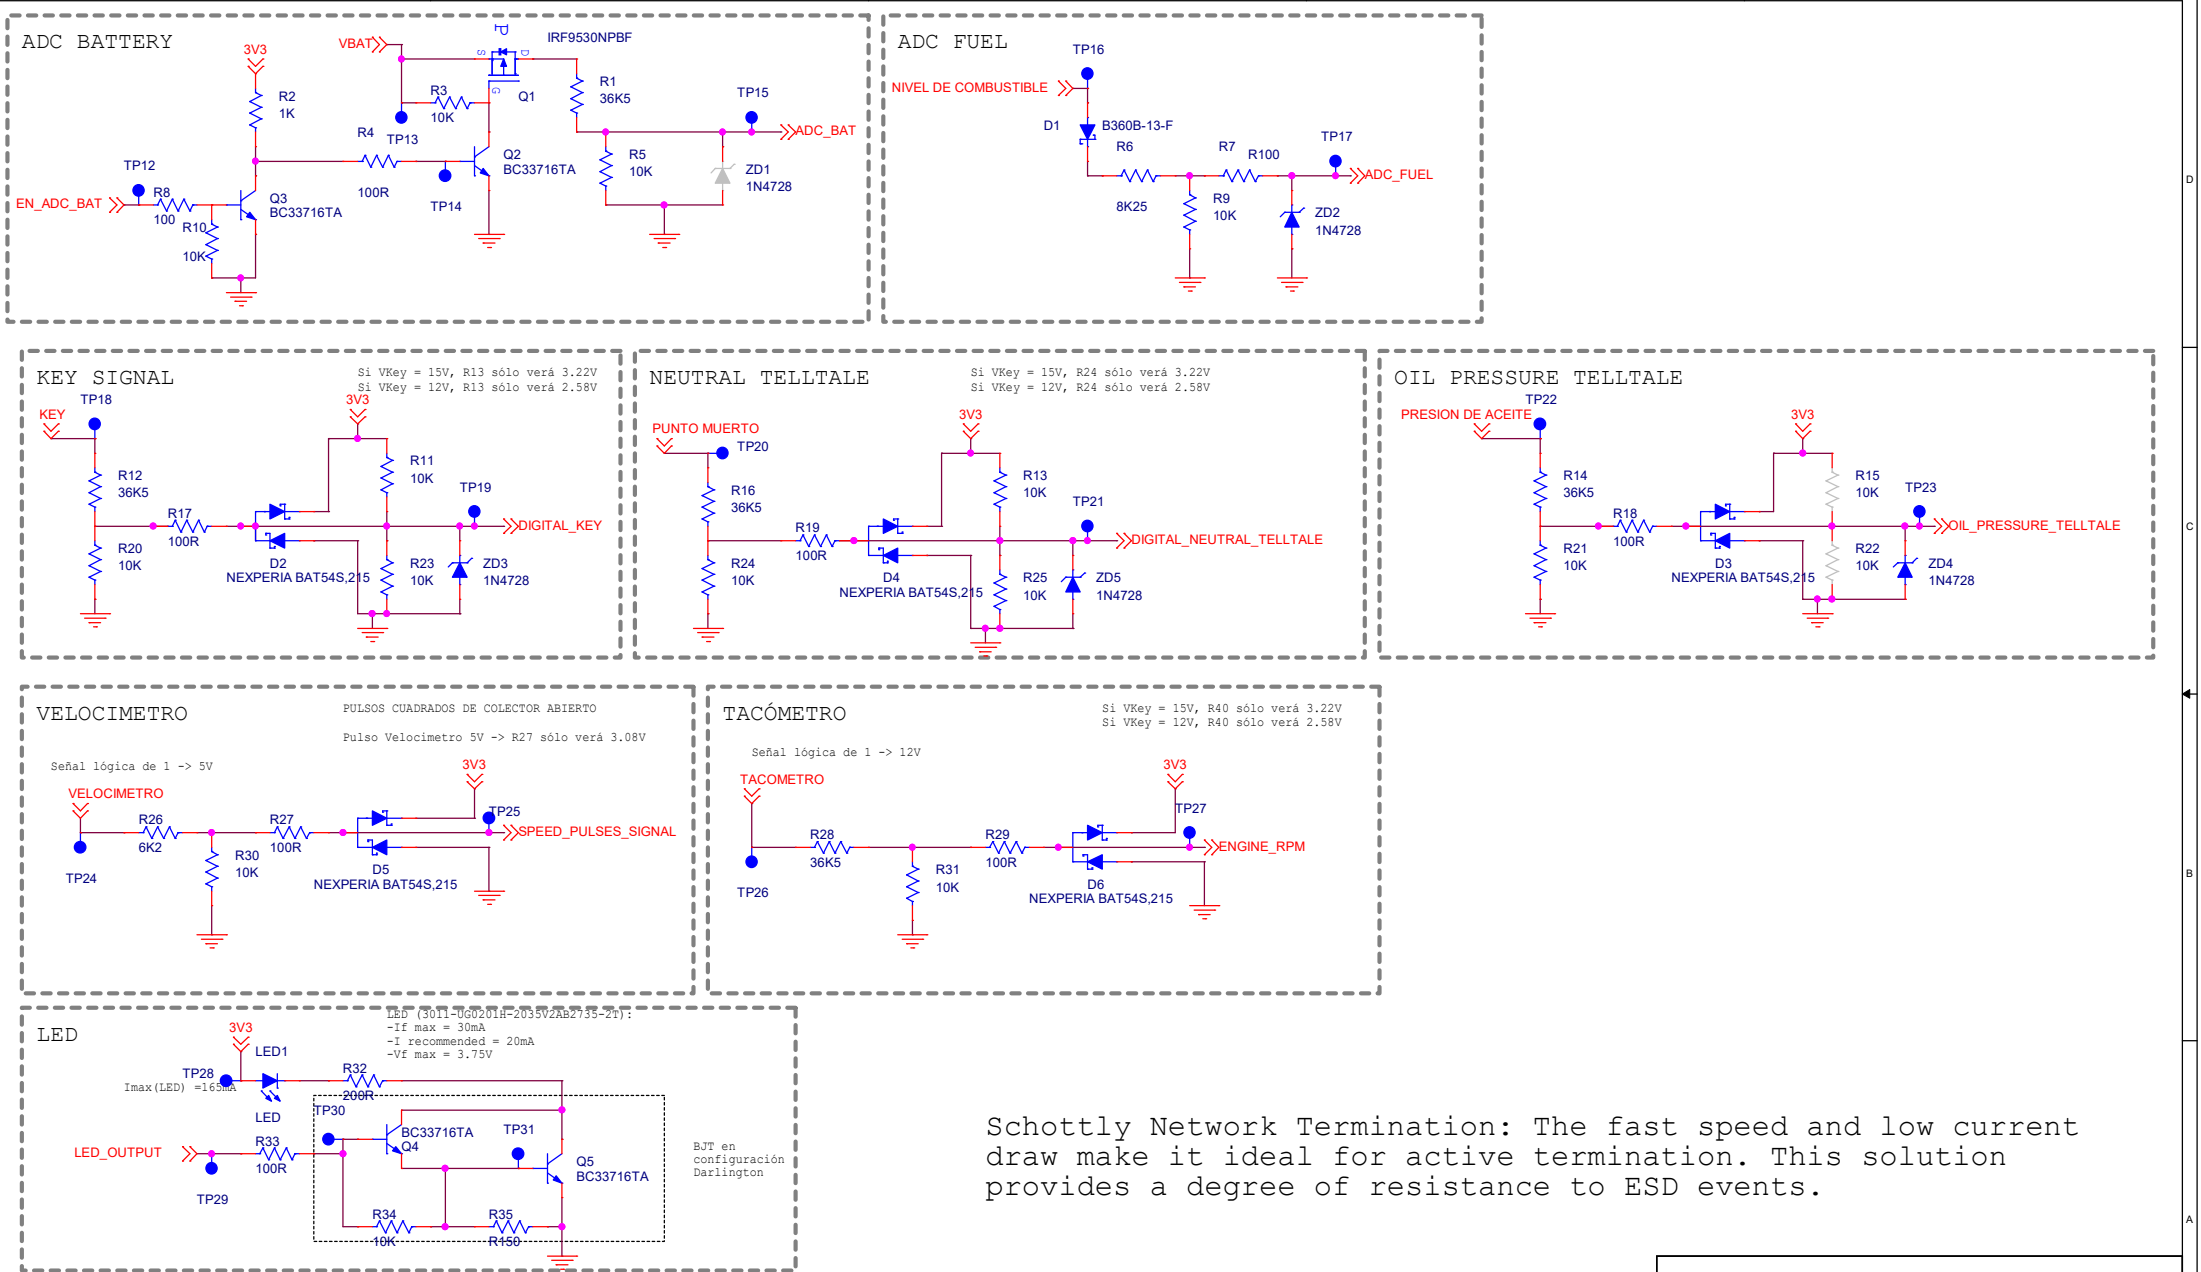 ADC BATTERY
3V3
R2
1K
VBAT
P
S
D
G
IRF9530NPBF
Q1
R3
10K
TP13
R1
36K5
TP15
ADC_BAT
R4
100R
TP14
Q2
BC33716TA
R5
10K
ZD1
1N4728
TP12
EN_ADC_BAT
R8
100
R10
10K
Q3
BC33716TA
ADC FUEL
TP16
NIVEL DE COMBUSTIBLE
D1
B360B-13-F
R6
8K25
R7
R100
TP17
ADC_FUEL
R9
10K
ZD2
1N4728
D
KEY SIGNAL
Si VKey = 15V, R13 sólo verá 3.22V
Si VKey = 12V, R13 sólo verá 2.58V
TP18
KEY
3V3
R12
36K5
R11
10K
TP19
R17
100R
DIGITAL_KEY
R20
10K
D2
NEXPERIA BAT54S,215
R23
10K
ZD3
1N4728
NEUTRAL TELLTALE
Si VKey = 15V, R24 sólo verá 3.22V
Si VKey = 12V, R24 sólo verá 2.58V
PUNTO MUERTO
TP20
3V3
R16
36K5
R13
10K
TP21
R19
100R
DIGITAL_NEUTRAL_TELLTALE
R24
10K
D4
NEXPERIA BAT54S,215
R25
10K
ZD5
1N4728
OIL PRESSURE TELLTALE
TP22
PRESION DE ACEITE
3V3
R14
36K5
R15
10K
TP23
R18
100R
OIL_PRESSURE_TELLTALE
R21
10K
D3
NEXPERIA BAT54S,215
R22
10K
ZD4
1N4728
C
VELOCIMETRO
PULSOS CUADRADOS DE COLECTOR ABIERTO
Pulso Velocimetro 5V -> R27 sólo verá 3.08V
Señal lógica de 1 -> 5V
3V3
VELOCIMETRO
TP25
R26
6K2
R27
100R
SPEED_PULSES_SIGNAL
R30
10K
TP24
D5
NEXPERIA BAT54S,215
TACÓMETRO
Si VKey = 15V, R40 sólo verá 3.22V
Si VKey = 12V, R40 sólo verá 2.58V
Señal lógica de 1 -> 12V
3V3
TACOMETRO
TP27
R28
36K5
R29
100R
ENGINE_RPM
R31
10K
TP26
D6
NEXPERIA BAT54S,215
B
LED
LED (3011-UG0201H-2035V2AB2735-2T):
-If max = 30mA
-I recommended = 20mA
-Vf max = 3.75V
3V3
LED1
TP28
Imax(LED) =165mA
LED
R32
200R
TP30
BC33716TA
Q4
TP31
LED_OUTPUT
R33
100R
TP29
Q5
BC33716TA
R34
10K
R35
R150
BJT en
configuración
Darlington
Schottly Network Termination: The fast speed and low current
draw make it ideal for active termination. This solution
provides a degree of resistance to ESD events.
A